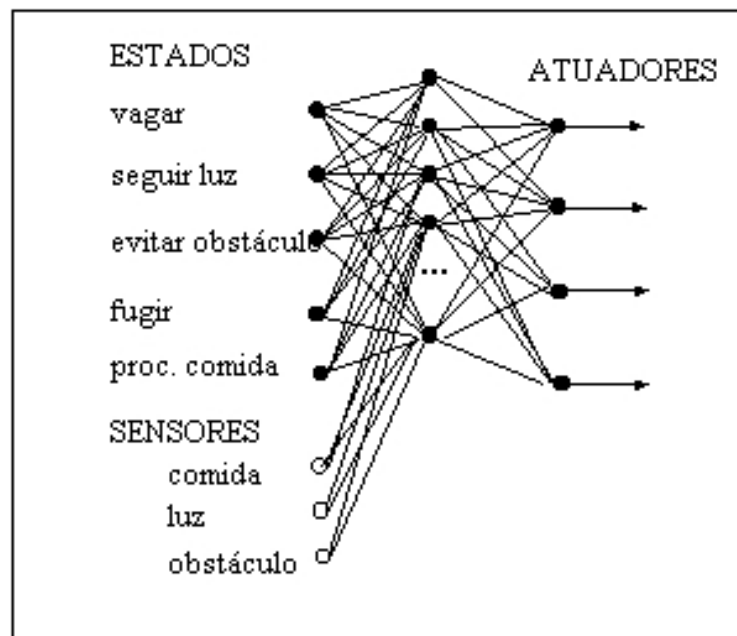 ESTADOS
ATUADORES
vagar
seguir luz
evitar obstáculo
...
fugir
proc. comida
SENSORES
comida
luz
obstáculo